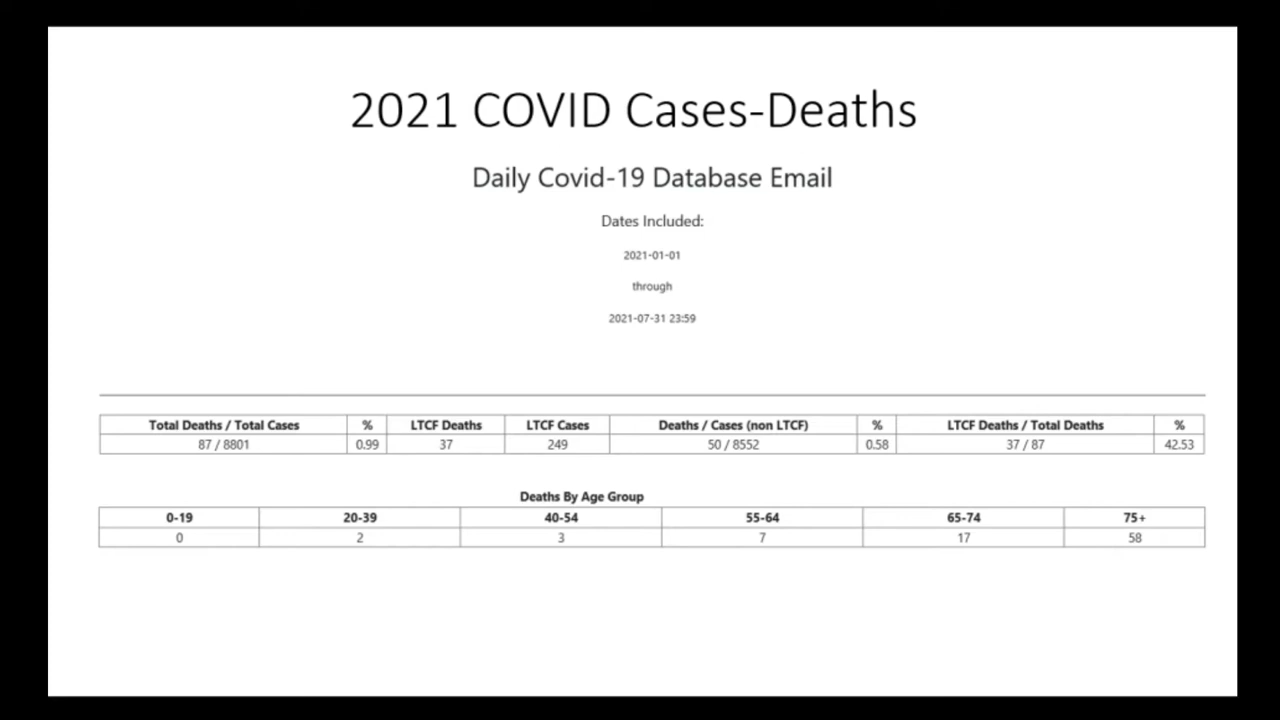 2021 COVID Cases-Deaths
Daily Covid-19 Database Email
Dates Included:
2021-01-01
through
2021-07-31 23:59
Total Deaths / Total Cases % LTCF Deaths LTCF Cases Deaths / Cases (non LTCF) % LTCF Deaths / Total Deaths %
87 / 8801 0.99 37 249 50 / 8552 0.58 37 / 87 42.53
Deaths By Age Group
0-19 20-39 40-54 55-64 65-74 75+
0 2 3 7 17 58